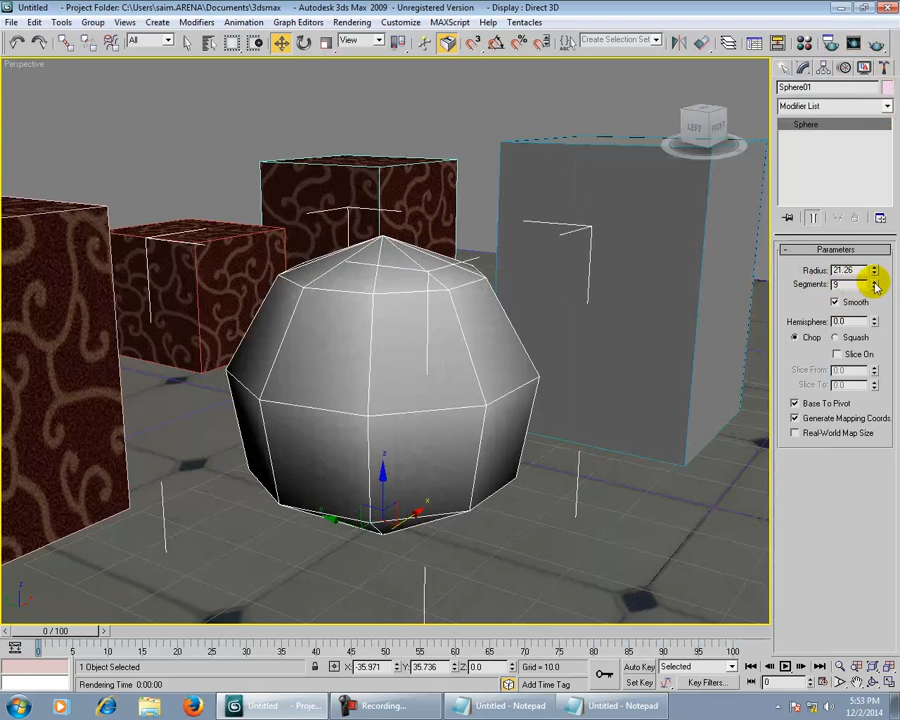 Untitled - Project Folder: C:\Users\saim.ARENA\Documents\3dsmax - Autodesk 3ds Max 2009 - Unregistered Version - Display : Direct 3D
File Edit Tools Group Views Create Modifiers Animation Graph Editors Rendering Customize MAXScript Help Tentacles
All View Create Selection Set
Perspective
LEFT FRONT
Sphere01
Modifier List
Sphere
Parameters
Radius: 21.26
Segments: 9
Smooth
Hemisphere: 0.0
Chop Squash
Slice On
Slice From: 0.0
Slice To: 0.0
Base To Pivot
Generate Mapping Coords.
Real-World Map Size
z
0 / 100
0 5 10 15 20 25 30 35 40 45 50 55 60 65 70 75 80 85 90 95 100
1 Object Selected X: -35.971 Y: 35.736 Z: 0.0 Grid = 10.0 Auto Key Selected
Rendering Time: 0:00:00 Add Time Tag Set Key Key Filters... 0
Untitled - Proje... Recording... Untitled - Notepad Untitled - Notepad
5:53 PM
12/2/2014